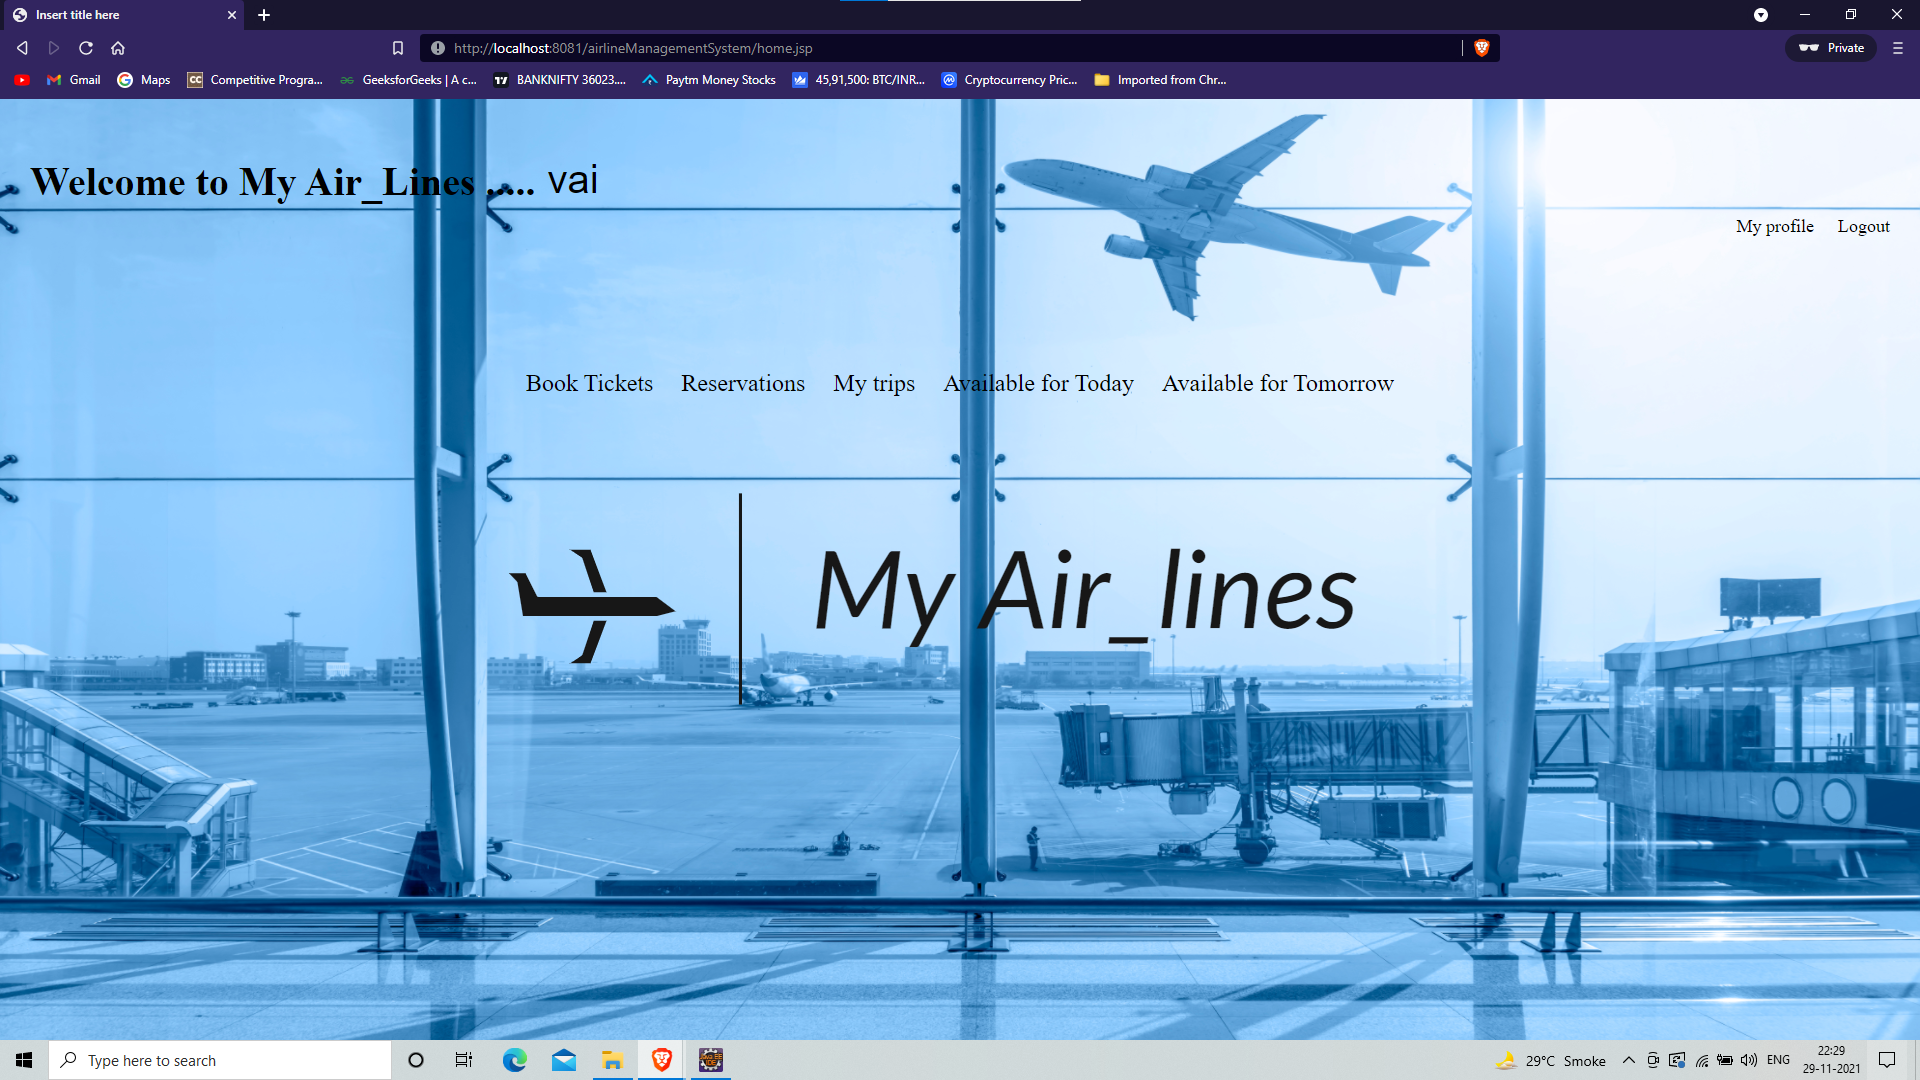 Insert title here
http://localhost:8081/airlineManagementSystem/home.jsp
Private
Gmail
Maps
CC
Competitive Progra...
GeeksforGeeks | A c...
BANKNIFTY 36023....
Paytm Money Stocks
45,91,500: BTC/INR...
Cryptocurrency Pric...
Imported from Chr...
Welcome to My Air_Lines ..... vai
My profile
Logout
Book Tickets
Reservations
My trips
Available for Today
Available for Tomorrow
My Air_lines
Type here to search
29°C Smoke
ENG
22:29
29-11-2021